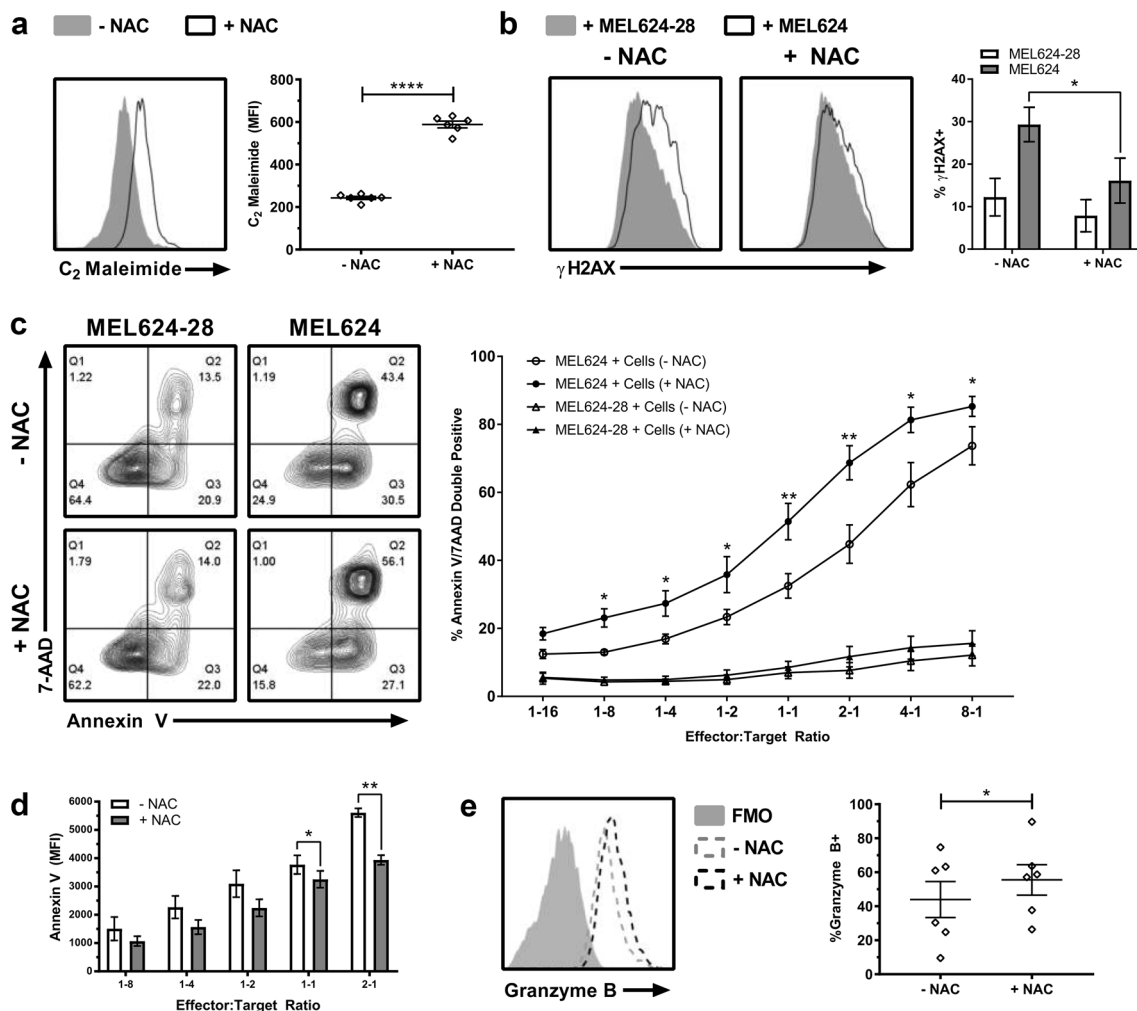 a
- NAC
+ NAC
C2 Maleimide
C2 Maleimide (MFI)
800
600
400
200
0
****
- NAC
+ NAC
b
+ MEL624-28
+ MEL624
- NAC
+ NAC
γH2AX
MEL624-28
MEL624
% γH2AX+
40
30
20
10
0
*
- NAC
+ NAC
c
MEL624-28
MEL624
- NAC
Q1
1.22
Q2
13.5
Q4
64.4
Q3
20.9
Q1
1.19
Q2
43.4
Q4
24.9
Q3
30.5
+ NAC
Q1
1.79
Q2
14.0
Q4
62.2
Q3
22.0
Q1
1.00
Q2
56.1
Q4
15.8
Q3
27.1
7-AAD
Annexin V
MEL624 + Cells (- NAC)
MEL624 + Cells (+ NAC)
MEL624-28 + Cells (- NAC)
MEL624-28 + Cells (+ NAC)
% Annexin V/7AAD Double Positive
100
80
60
40
20
0
* * * ** ** * *
1-16 1-8 1-4 1-2 1-1 2-1 4-1 8-1
Effector:Target Ratio
d
- NAC
+ NAC
Annexin V (MFI)
6000
5000
4000
3000
2000
1000
0
* **
1-8 1-4 1-2 1-1 2-1
Effector:Target Ratio
e
FMO
- NAC
+ NAC
Granzyme B
%Granzyme B+
100
80
60
40
20
0
*
- NAC
+ NAC